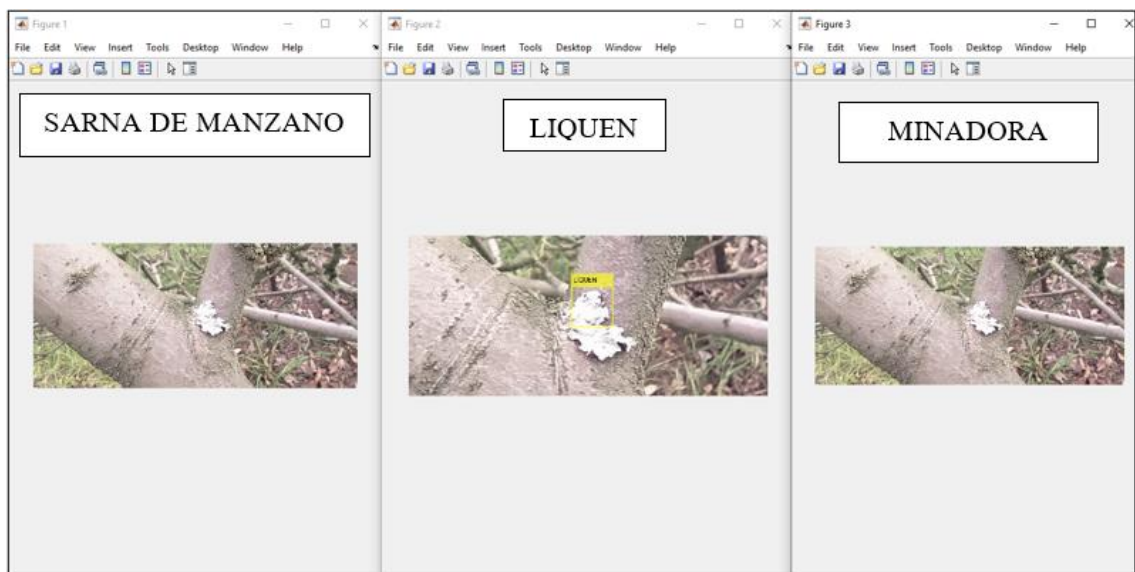 Figure 1
File Edit View Insert Tools Desktop Window Help
SARNA DE MANZANO
Figure 2
File Edit View Insert Tools Desktop Window Help
LIQUEN
LIQUEN
Figure 3
File Edit View Insert Tools Desktop Window Help
MINADORA